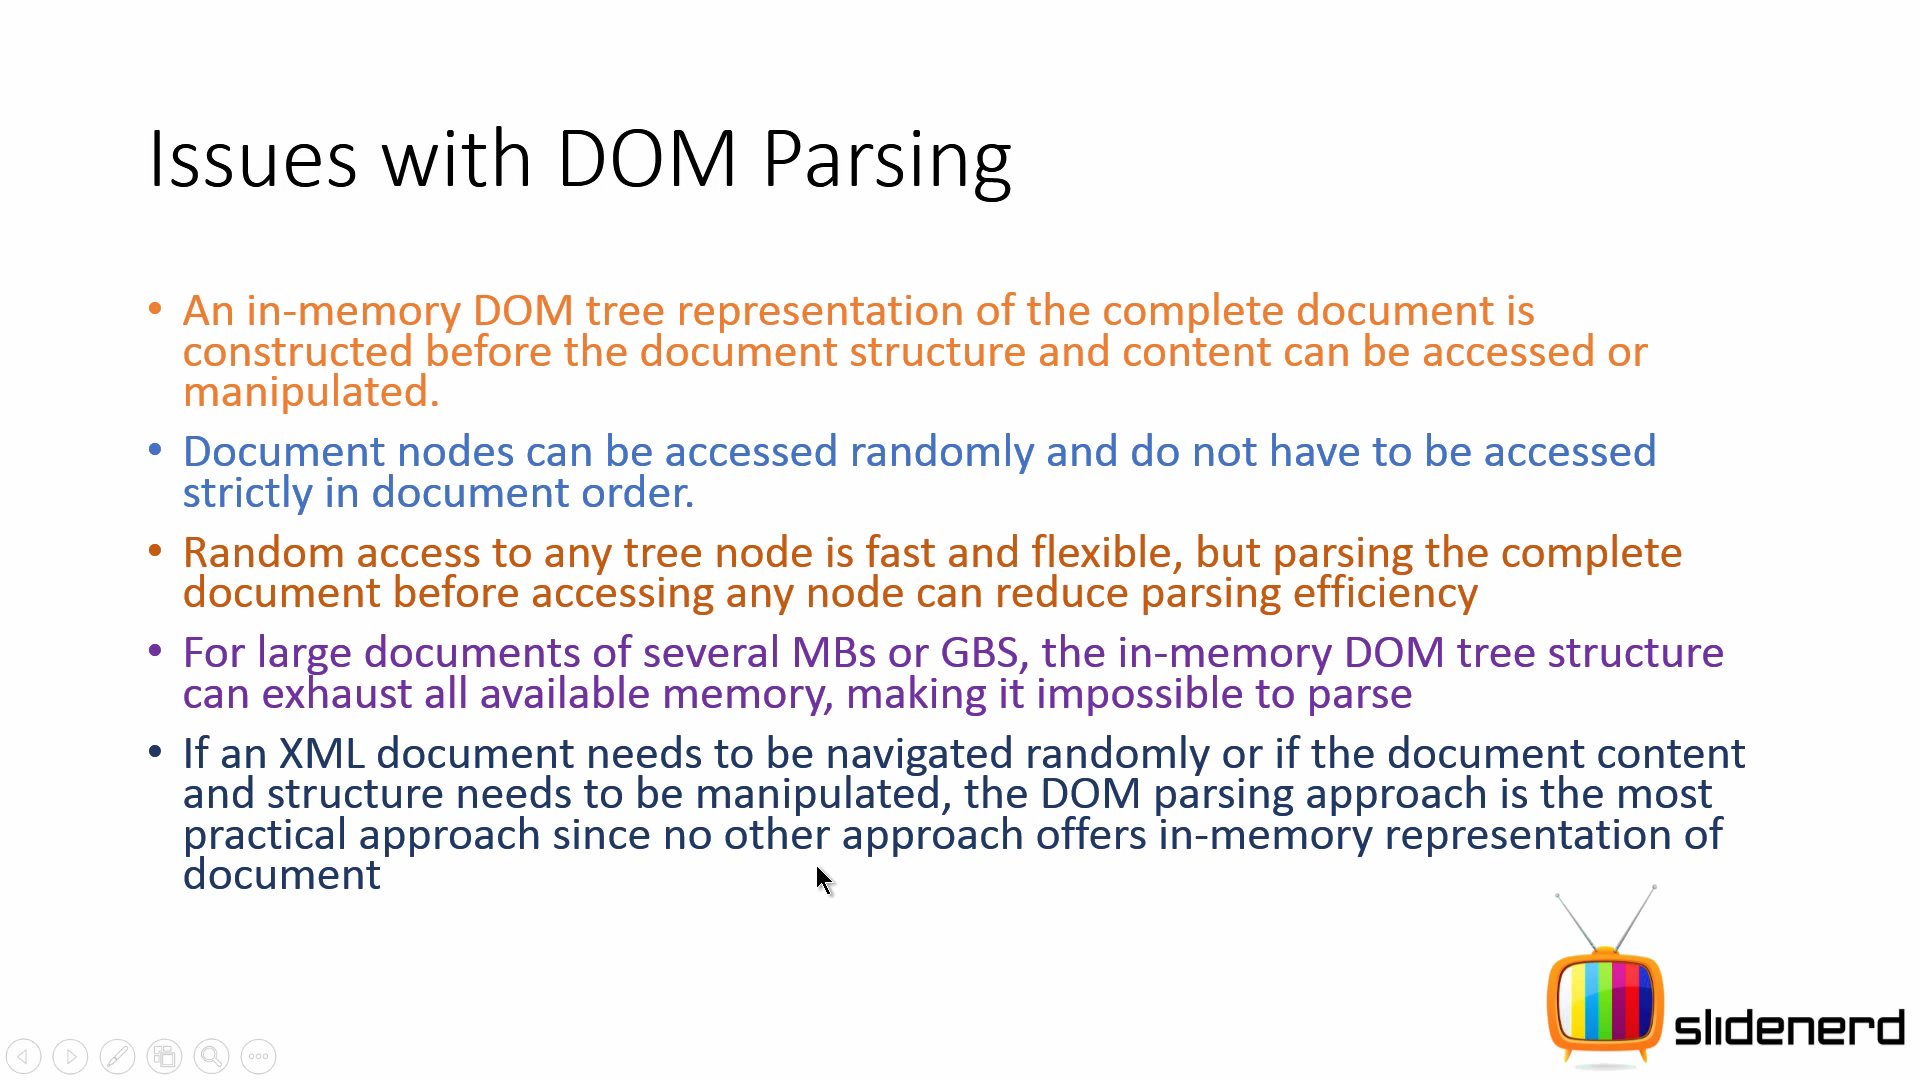 Issues with DOM Parsing
• An in-memory DOM tree representation of the complete document is
constructed before the document structure and content can be accessed or
manipulated.
• Document nodes can be accessed randomly and do not have to be accessed
strictly in document order.
• Random access to any tree node is fast and flexible, but parsing the complete
document before accessing any node can reduce parsing efficiency
• For large documents of several MBs or GBS, the in-memory DOM tree structure
can exhaust all available memory, making it impossible to parse
• If an XML document needs to be navigated randomly or if the document content
and structure needs to be manipulated, the DOM parsing approach is the most
practical approach since no other approach offers in-memory representation of
document
slidenerd